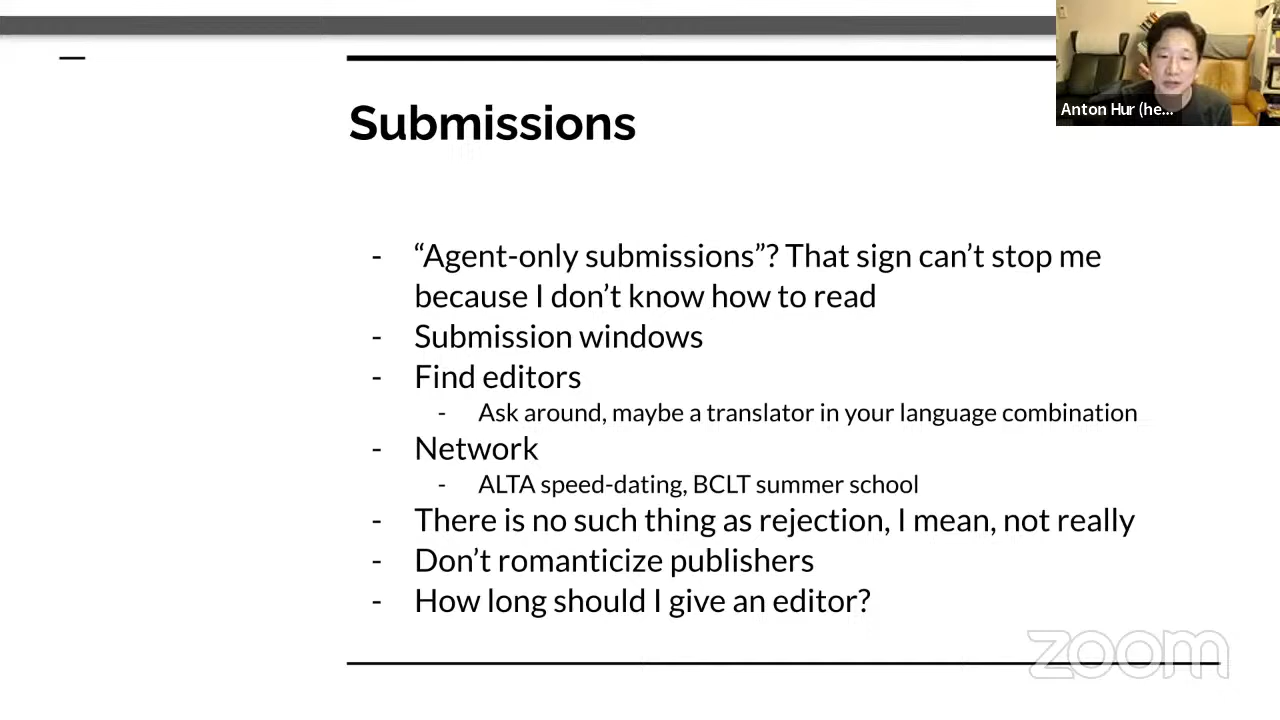 Anton Hur (he...
Submissions
- “Agent-only submissions”? That sign can’t stop me
because I don’t know how to read
- Submission windows
- Find editors
- Ask around, maybe a translator in your language combination
- Network
- ALTA speed-dating, BCLT summer school
- There is no such thing as rejection, I mean, not really
- Don’t romanticize publishers
- How long should I give an editor?
zoom